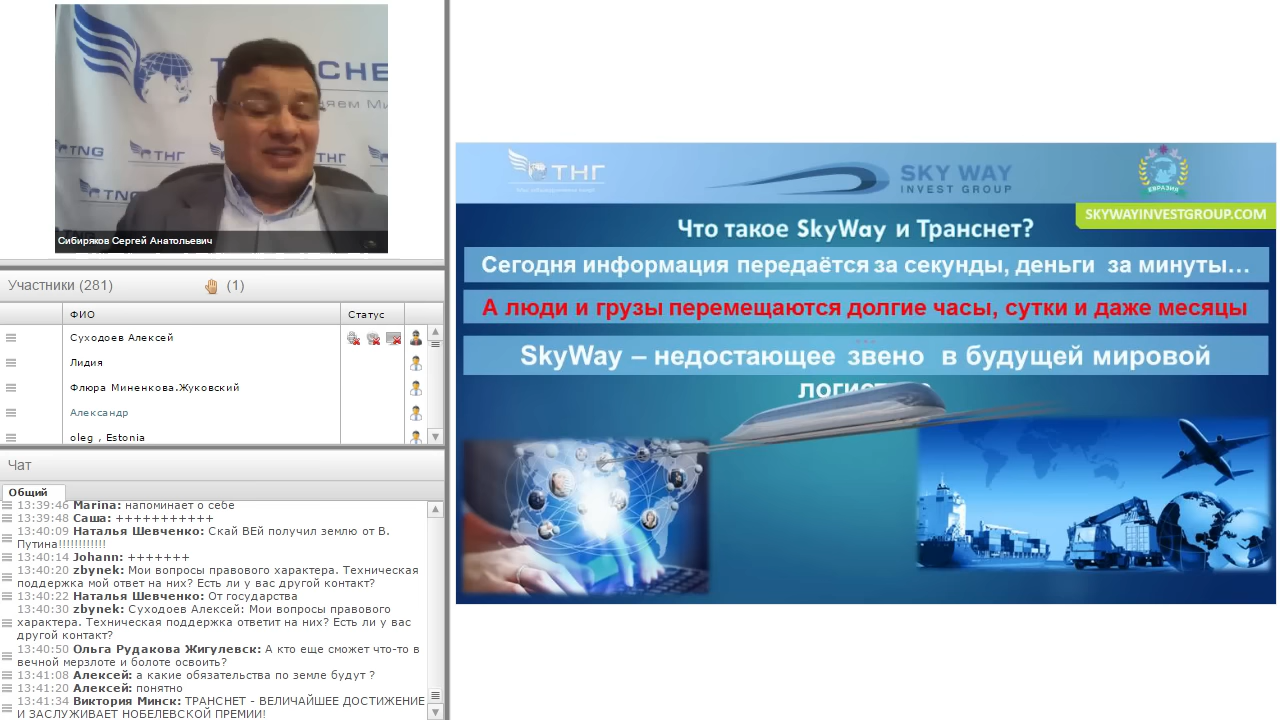 TNG
ТНГ
TNG
ТНГ
Сибиряков Сергей Анатольевич
Участники (281)
(1)
ФИО
Статус
Суходоев Алексей
Лидия
Флюра Миненкова.Жуковский
Александр
oleg , Estonia
Чат
Общий
13:39:46 Marina: напоминает о себе
13:39:48 Саша: +++++++++++
13:40:09 Наталья Шевченко: Скай ВЕй получил землю от В.
Путина!!!!!!!!!!!!
13:40:14 Johann: +++++++
13:40:20 zbynek: Мои вопросы правового характера. Техническая
поддержка мой ответ на них? Есть ли у вас другой контакт?
13:40:22 Наталья Шевченко: От государства
13:40:30 zbynek: Суходоев Алексей: Мои вопросы правового
характера. Техническая поддержка ответит на них? Есть ли у вас
другой контакт?
13:40:50 Ольга Рудакова Жигулевск: А кто еще сможет что-то в
вечной мерзлоте и болоте освоить?
13:41:08 Алексей: а какие обязательства по земле будут ?
13:41:20 Алексей: понятно
13:41:34 Виктория Минск: ТРАНСНЕТ - ВЕЛИЧАЙШЕЕ ДОСТИЖЕНИЕ
И ЗАСЛУЖИВАЕТ НОБЕЛЕВСКОЙ ПРЕМИИ!
ТНГ
SKY WAY
INVEST GROUP
ЕВРАЗИЯ
SKYWAYINVESTGROUP.COM
Что такое SkyWay и Транснет?
Сегодня информация передаётся за секунды, деньги за минуты…
А люди и грузы перемещаются долгие часы, сутки и даже месяцы
SkyWay – недостающее звено в будущей мировой